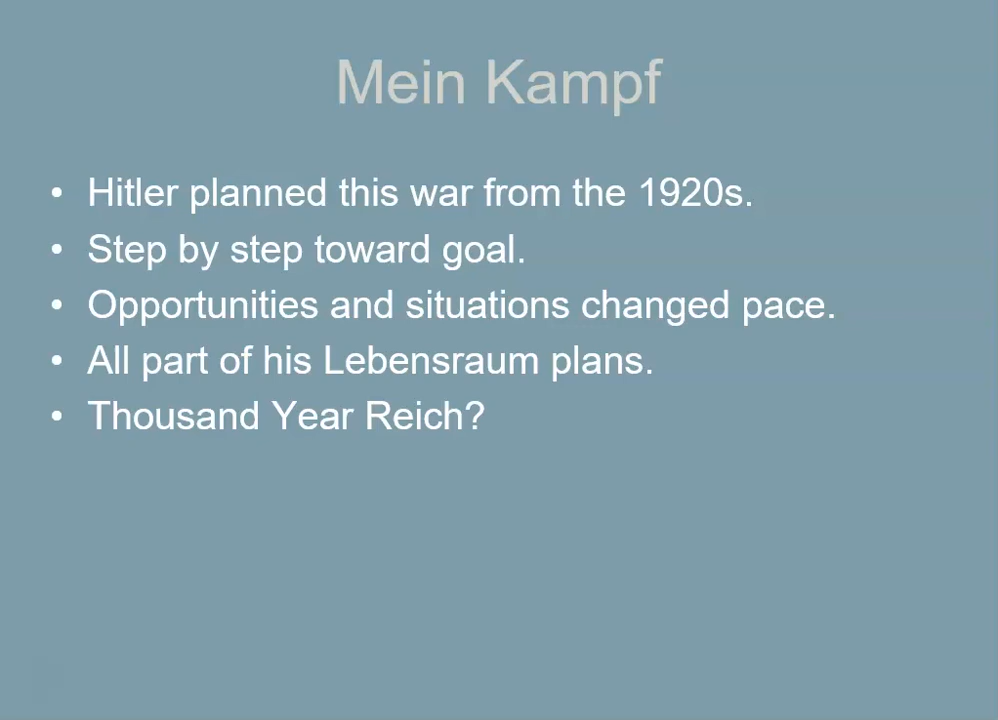 Mein Kampf
• Hitler planned this war from the 1920s.
• Step by step toward goal.
• Opportunities and situations changed pace.
• All part of his Lebensraum plans.
• Thousand Year Reich?